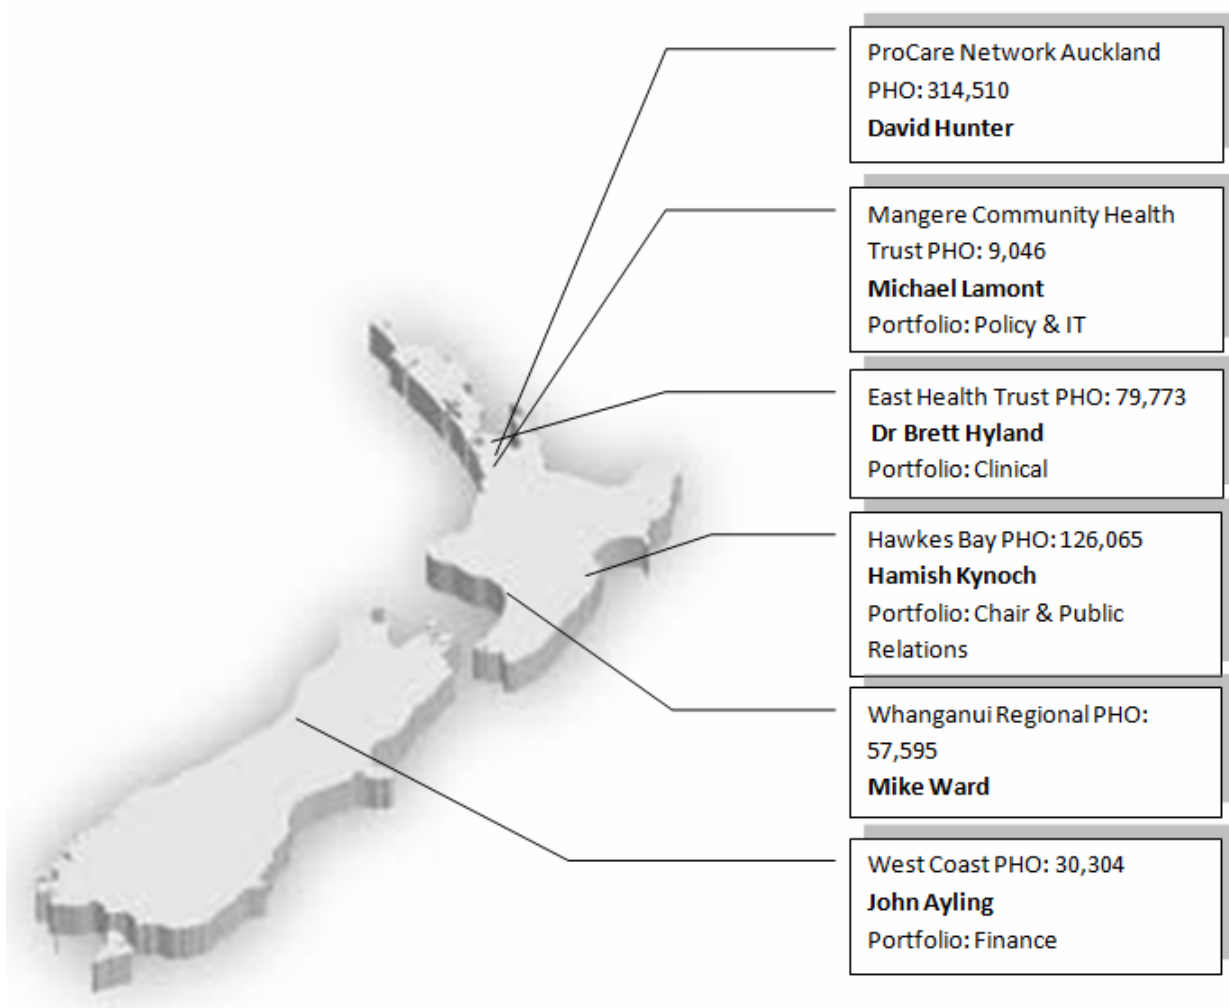 ProCare Network Auckland
PHO: 314,510
David Hunter
Mangere Community Health
Trust PHO: 9,046
Michael Lamont
Portfolio: Policy & IT
East Health Trust PHO: 79,773
Dr Brett Hyland
Portfolio: Clinical
Hawkes Bay PHO: 126,065
Hamish Kynoch
Portfolio: Chair & Public
Relations
Whanganui Regional PHO:
57,595
Mike Ward
West Coast PHO: 30,304
John Ayling
Portfolio: Finance